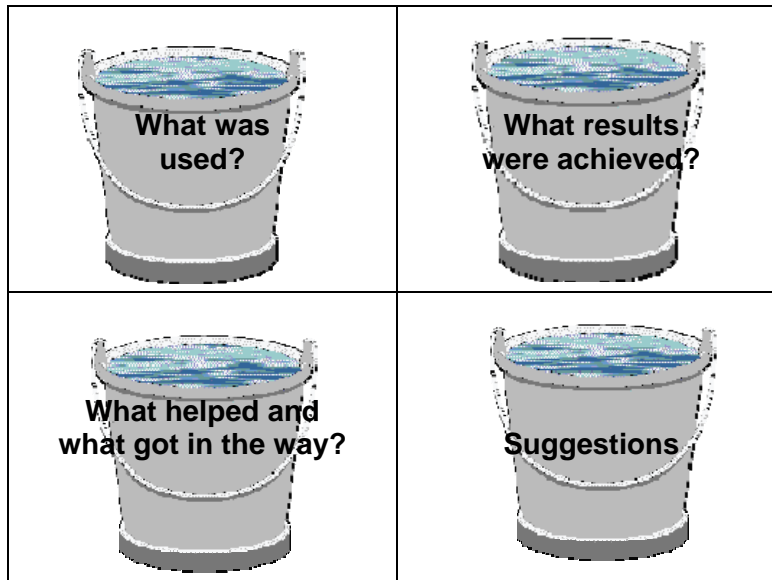 What was
used?
What results
were achieved?
What helped and
what got in the way?
Suggestions